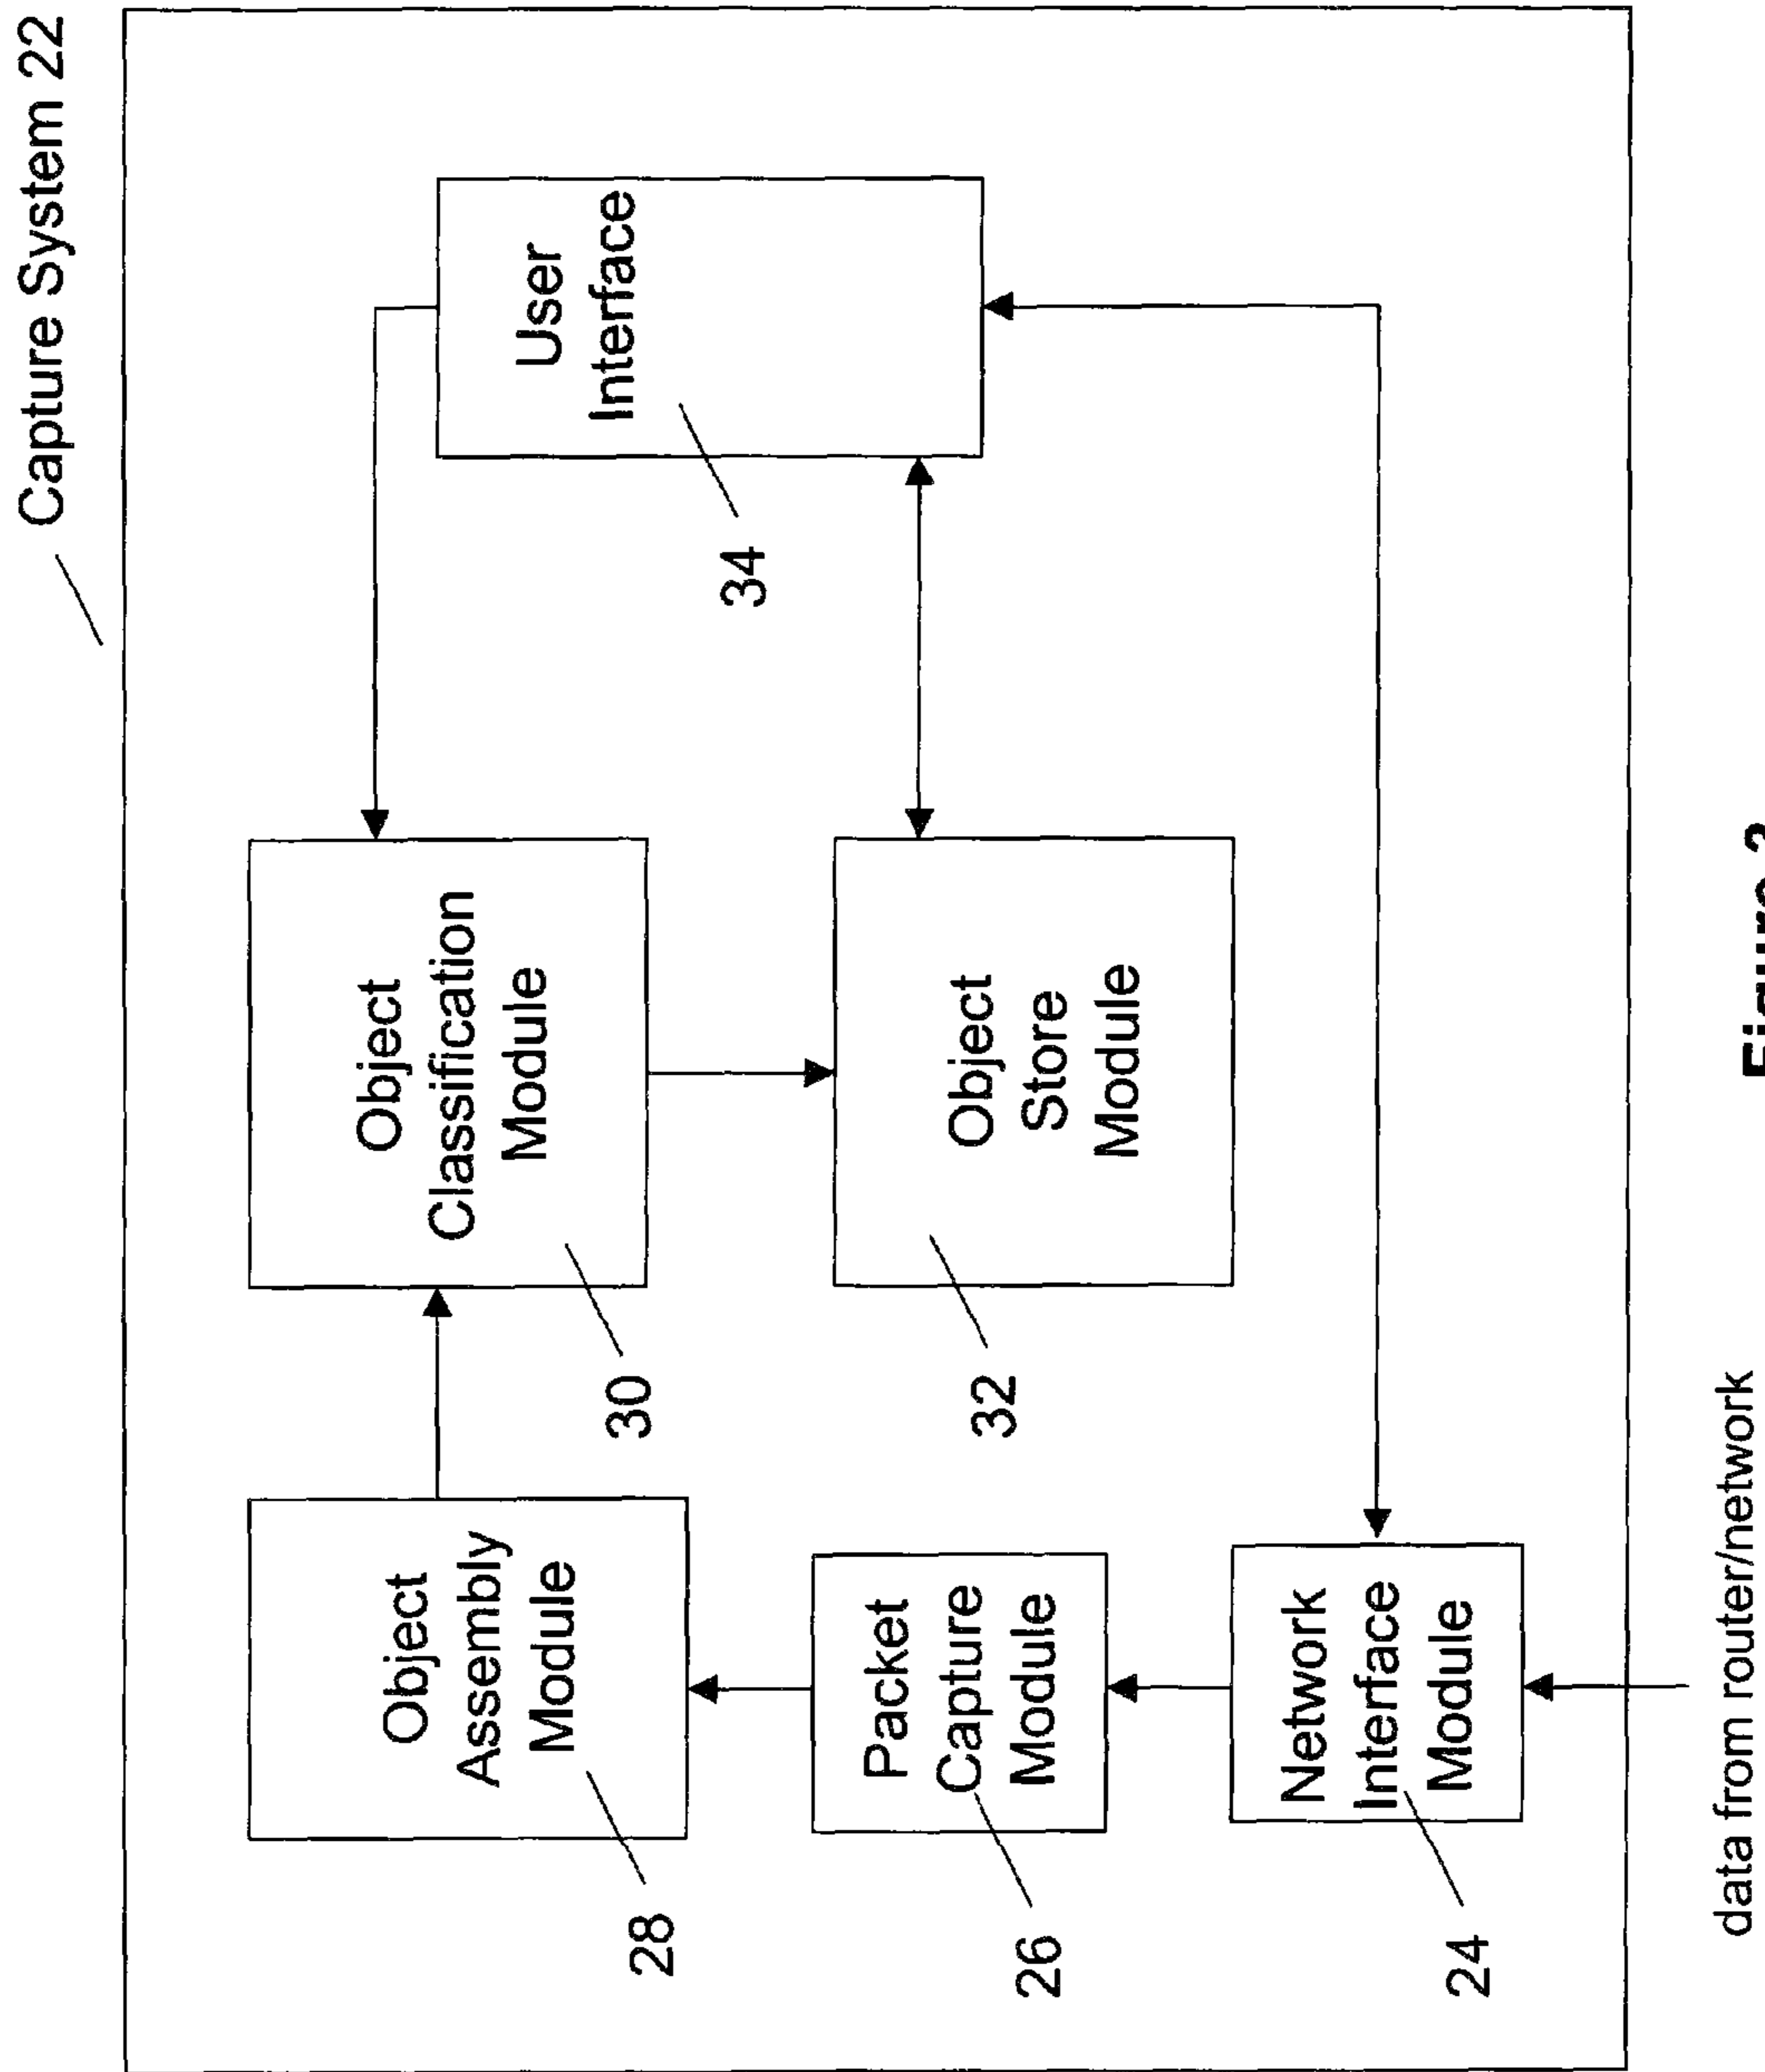 Capture System 22
Object
Assembly
Module
28
Object
Classification
Module
30
User
Interface
34
Packet
Capture
Module
26
Object
Store
Module
32
Network
Interface
Module
24
data from router/network
Figure